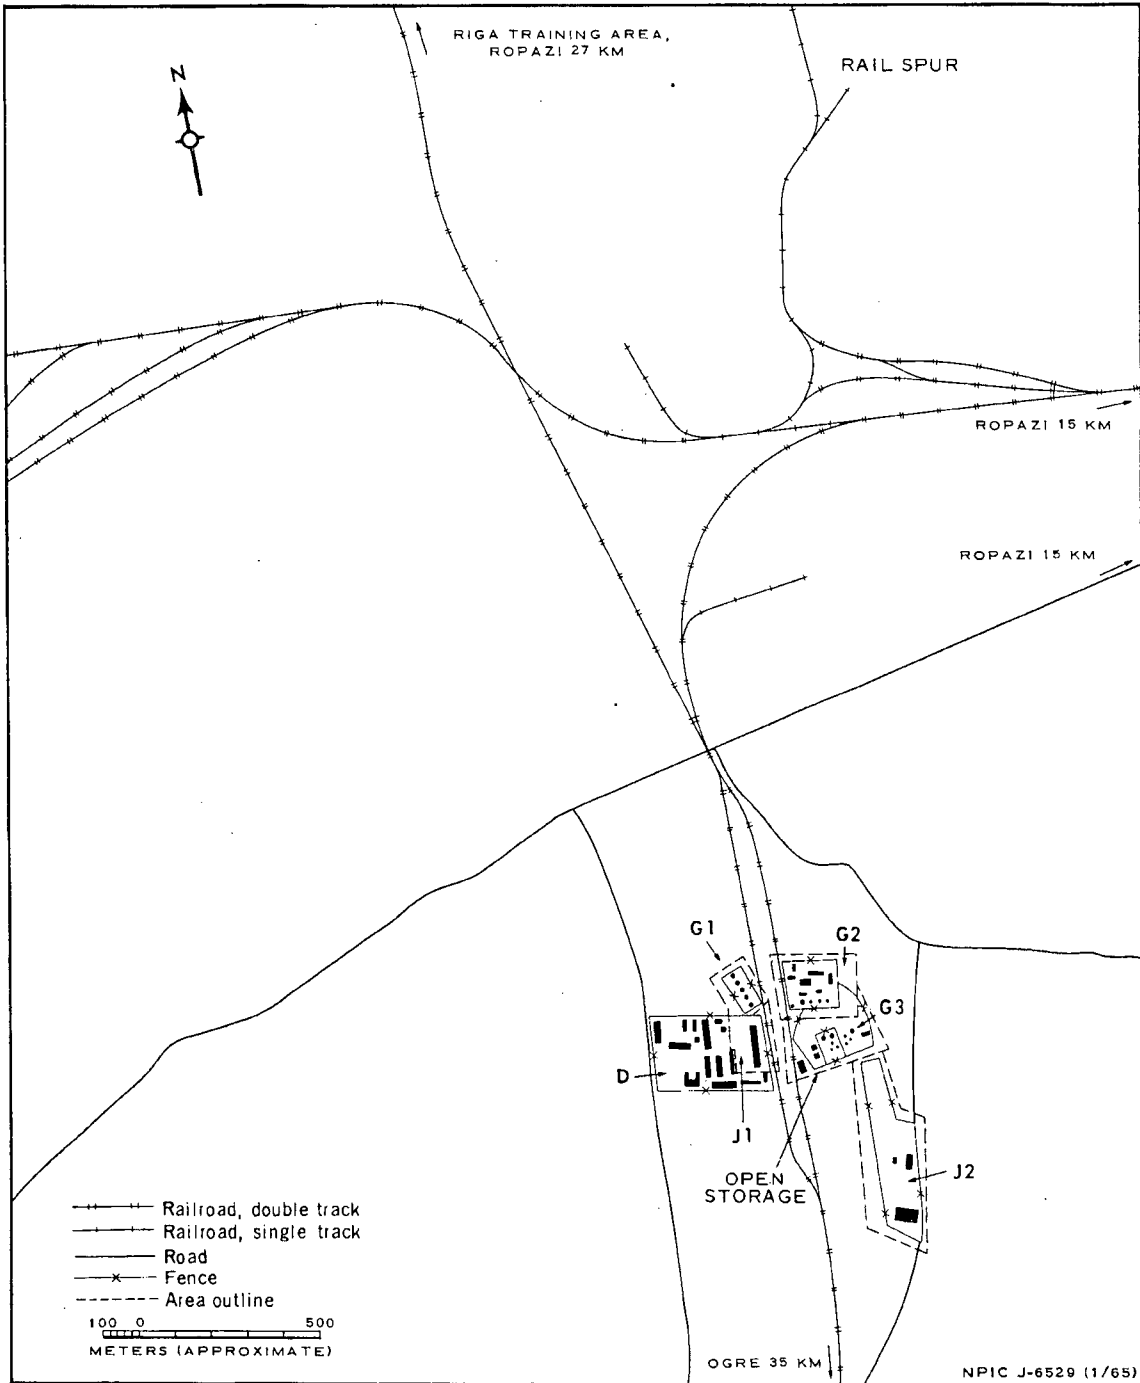 RIGA TRAINING AREA,
ROPAZI 27 KM
RAIL SPUR
N
ROPAZI 15 KM
ROPAZI 15 KM
G1
G2
G3
D
J1
J2
OPEN
STORAGE
Railroad, double track
Railroad, single track
Road
Fence
Area outline
100 0 500
METERS (APPROXIMATE)
OGRE 35 KM
NPIC J-6529 (1/65)